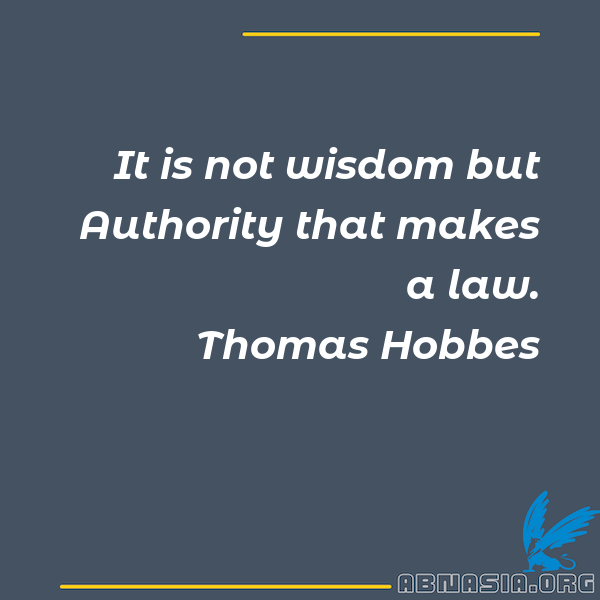 It is not wisdom but
Authority that makes
a law.
Thomas Hobbes
ABNASIA.ORG